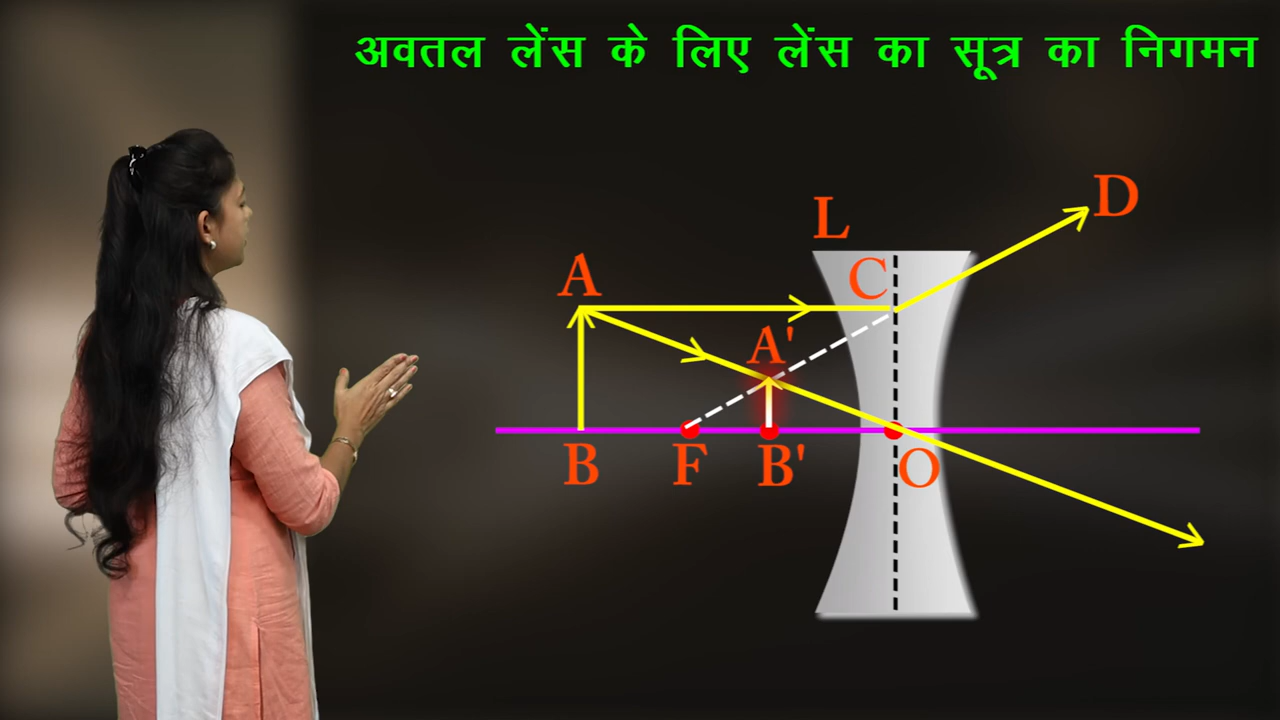 अवतल लेंस के लिए लेंस का सूत्र का निगमन
D
L
A
C
A'
B
F
B'
O